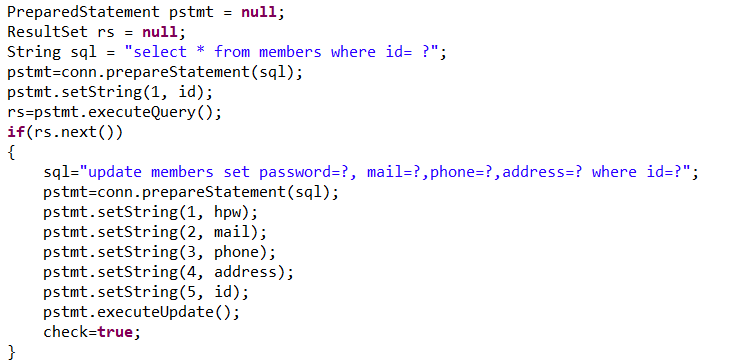 PreparedStatement pstmt = null;
ResultSet rs = null;
String sql = "select * from members where id= ?";
pstmt=conn.prepareStatement(sql);
pstmt.setString(1, id);
rs=pstmt.executeQuery();
if(rs.next())
{
    sql="update members set password=?, mail=?,phone=?,address=? where id=?";
    pstmt=conn.prepareStatement(sql);
    pstmt.setString(1, hpw);
    pstmt.setString(2, mail);
    pstmt.setString(3, phone);
    pstmt.setString(4, address);
    pstmt.setString(5, id);
    pstmt.executeUpdate();
    check=true;
}